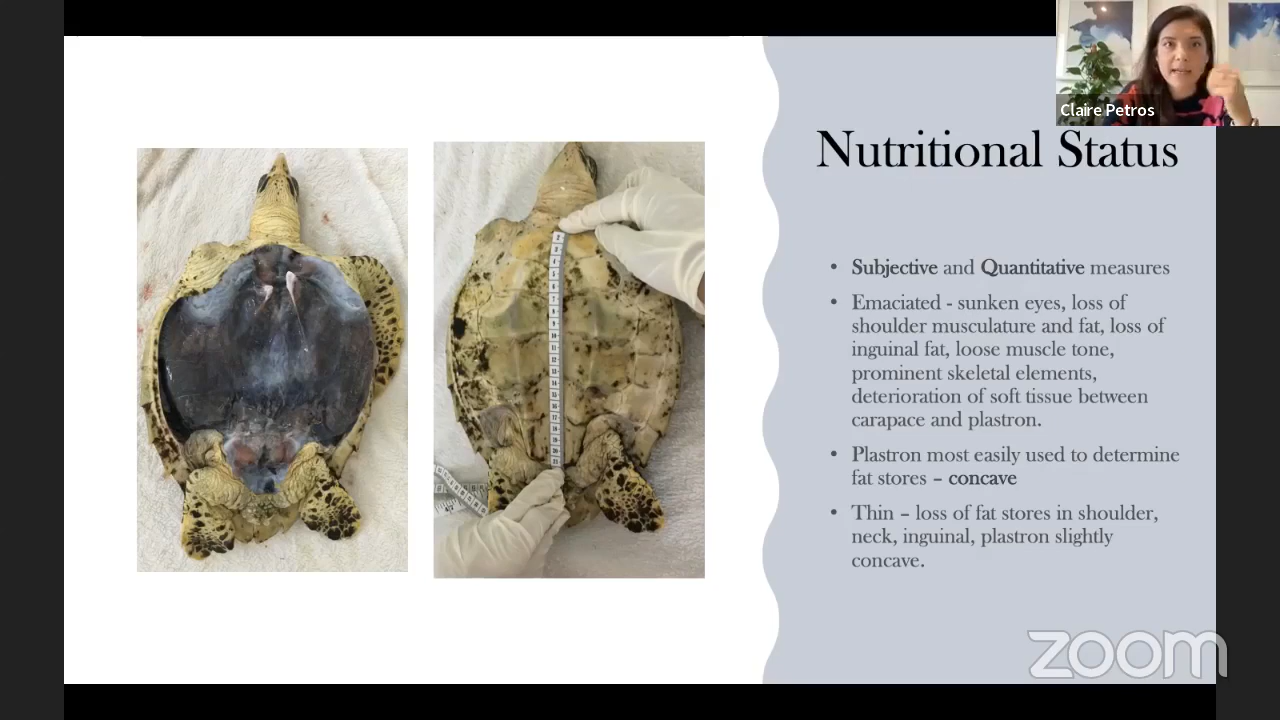 Claire Petros
Nutritional Status
• Subjective and Quantitative measures
• Emaciated - sunken eyes, loss of
shoulder musculature and fat, loss of
inguinal fat, loose muscle tone,
prominent skeletal elements,
deterioration of soft tissue between
carapace and plastron.
• Plastron most easily used to determine
fat stores – concave
• Thin – loss of fat stores in shoulder,
neck, inguinal, plastron slightly
concave.
zoom